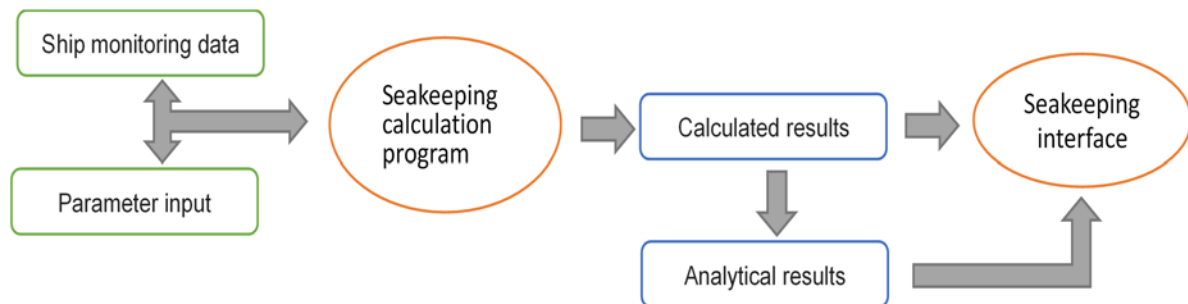 Ship monitoring data
Parameter input
Seakeeping
calculation
program
Calculated results
Analytical results
Seakeeping
interface